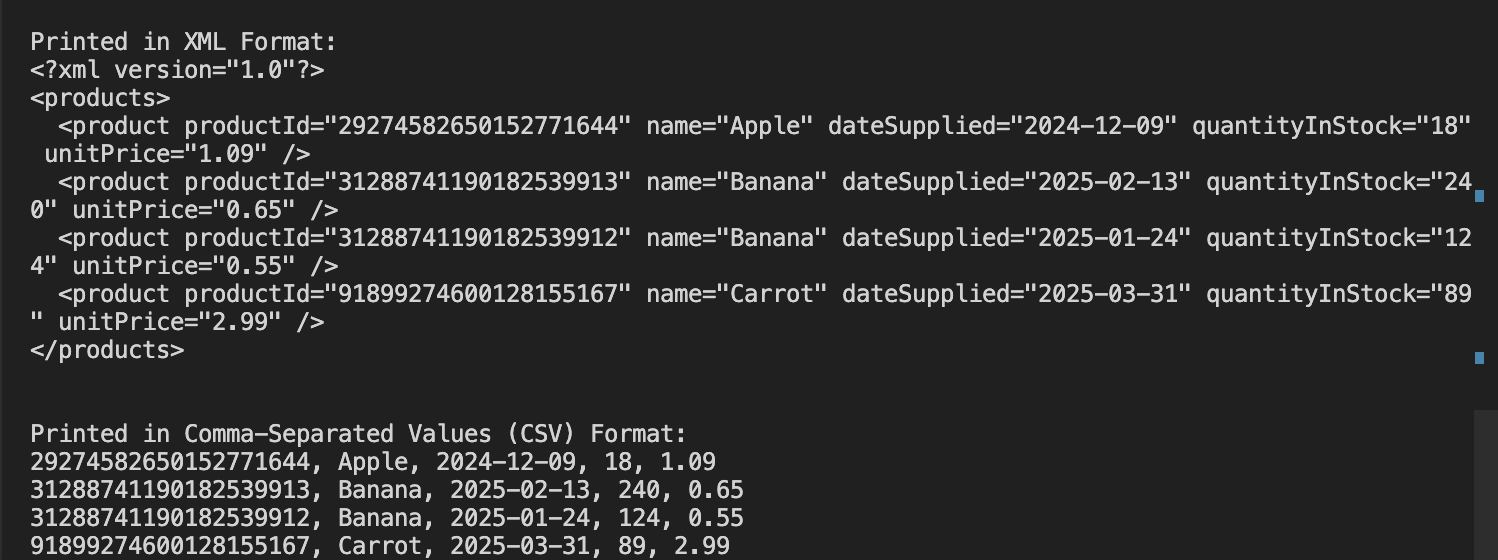 Printed in XML Format:
<?xml version="1.0"?>
<products>
  <product productId="29274582650152771644" name="Apple" dateSupplied="2024-12-09" quantityInStock="18"
 unitPrice="1.09" />
  <product productId="31288741190182539913" name="Banana" dateSupplied="2025-02-13" quantityInStock="24
0" unitPrice="0.65" />
  <product productId="31288741190182539912" name="Banana" dateSupplied="2025-01-24" quantityInStock="12
4" unitPrice="0.55" />
  <product productId="91899274600128155167" name="Carrot" dateSupplied="2025-03-31" quantityInStock="89
" unitPrice="2.99" />
</products>
Printed in Comma-Separated Values (CSV) Format:
29274582650152771644, Apple, 2024-12-09, 18, 1.09
31288741190182539913, Banana, 2025-02-13, 240, 0.65
31288741190182539912, Banana, 2025-01-24, 124, 0.55
91899274600128155167, Carrot, 2025-03-31, 89, 2.99